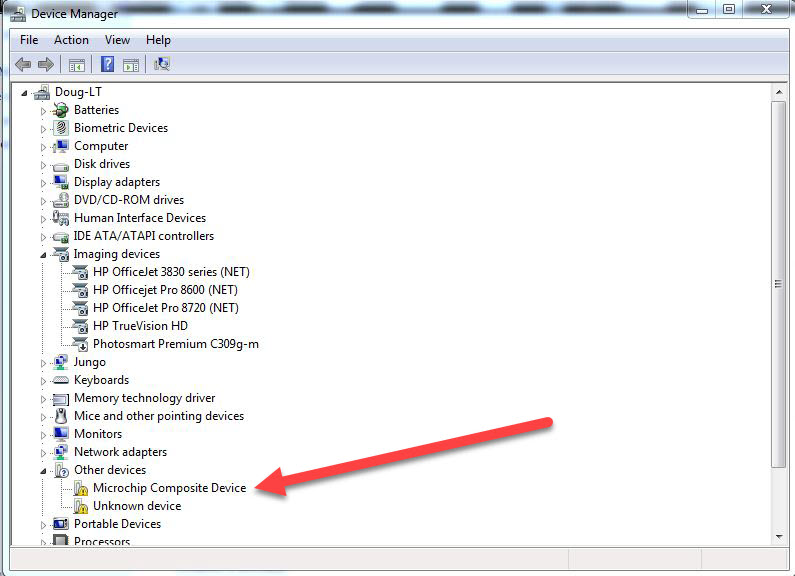 Device Manager
File Action View Help
Doug-LT
Batteries
Biometric Devices
Computer
Disk drives
Display adapters
DVD/CD-ROM drives
Human Interface Devices
IDE ATA/ATAPI controllers
Imaging devices
HP OfficeJet 3830 series (NET)
HP Officejet Pro 8600 (NET)
HP OfficeJet Pro 8720 (NET)
HP TrueVision HD
Photosmart Premium C309g-m
Jungo
Keyboards
Memory technology driver
Mice and other pointing devices
Monitors
Network adapters
Other devices
Microchip Composite Device
Unknown device
Portable Devices
Processors